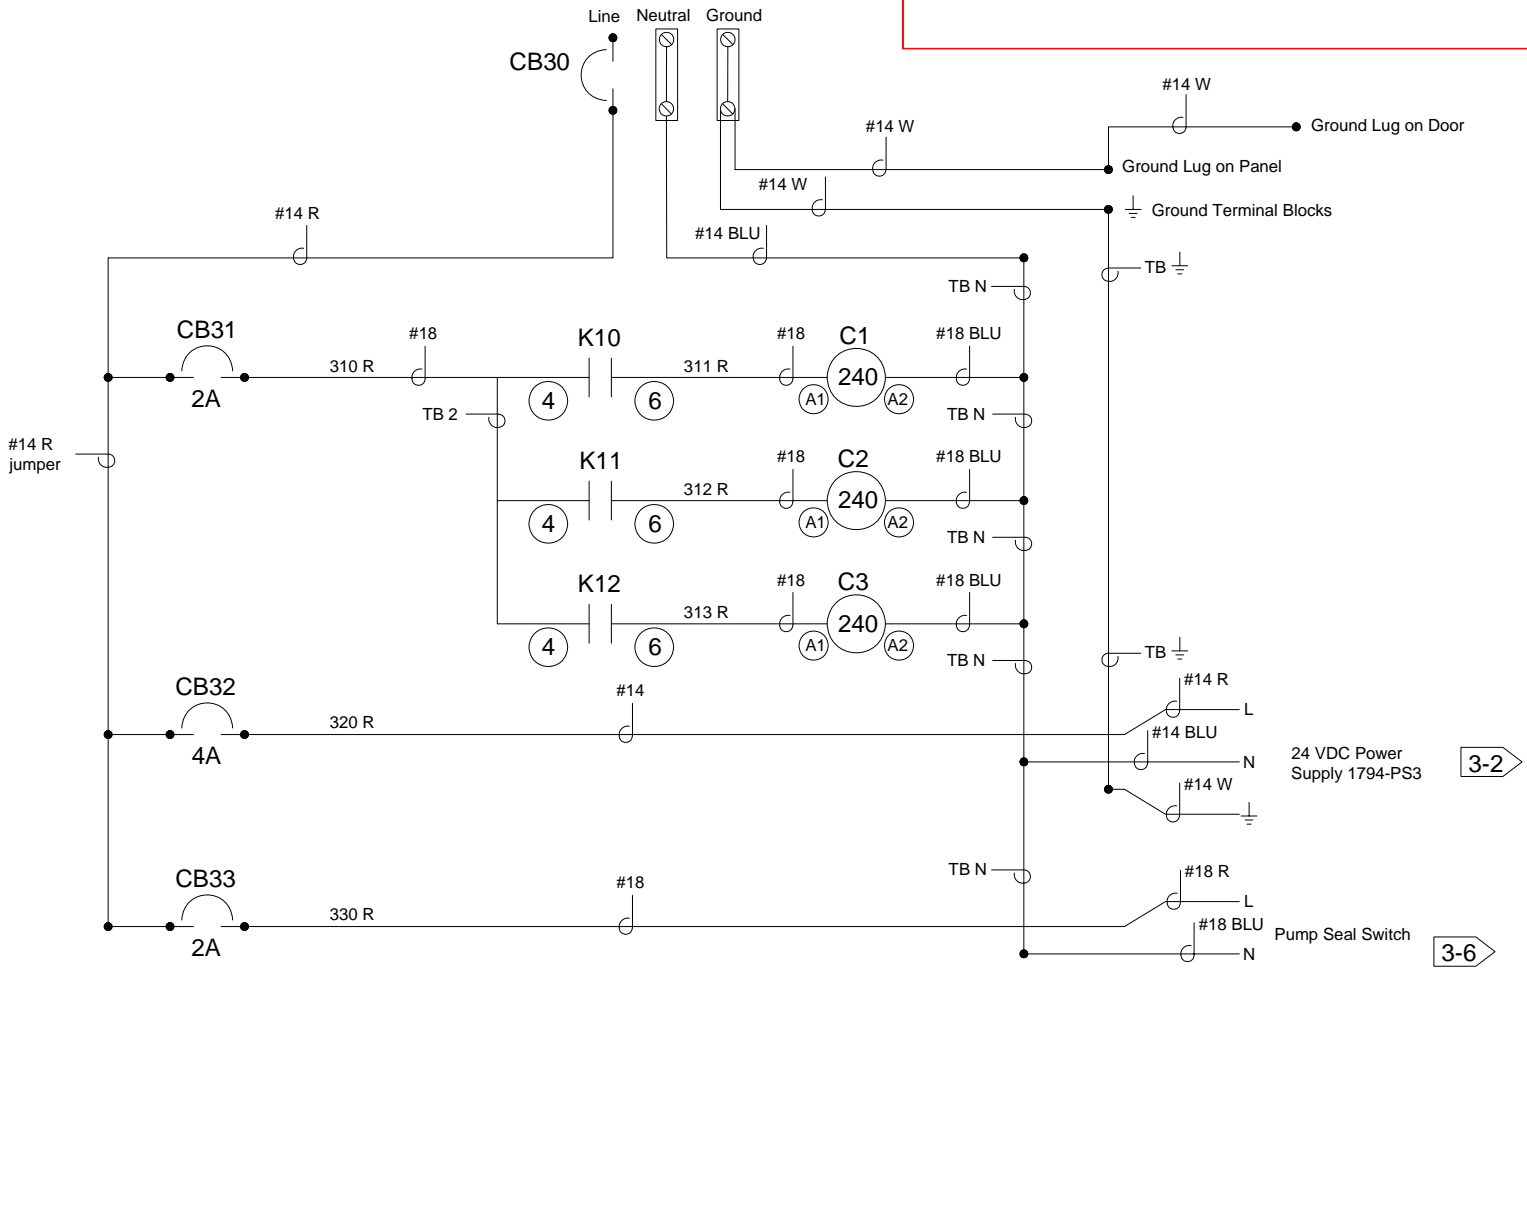 Line Neutral Ground
CB30
#14 W
Ground Lug on Door
#14 W
Ground Lug on Panel
#14 W
Ground Terminal Blocks
#14 R
#14 BLU
TB
TB N
CB31
#18
K10
#18
C1
#18 BLU
310 R
311 R
240
2A
4
6
A1
A2
TB 2
TB N
#14 R
jumper
K11
#18
C2
#18 BLU
312 R
240
4
6
A1
A2
TB N
K12
#18
C3
#18 BLU
313 R
240
4
6
A1
A2
TB
TB N
CB32
#14
#14 R
320 R
L
4A
#14 BLU
N
24 VDC Power
Supply 1794-PS3
3-2
#14 W
CB33
#18
TB N
#18 R
330 R
L
2A
#18 BLU
N
Pump Seal Switch
3-6